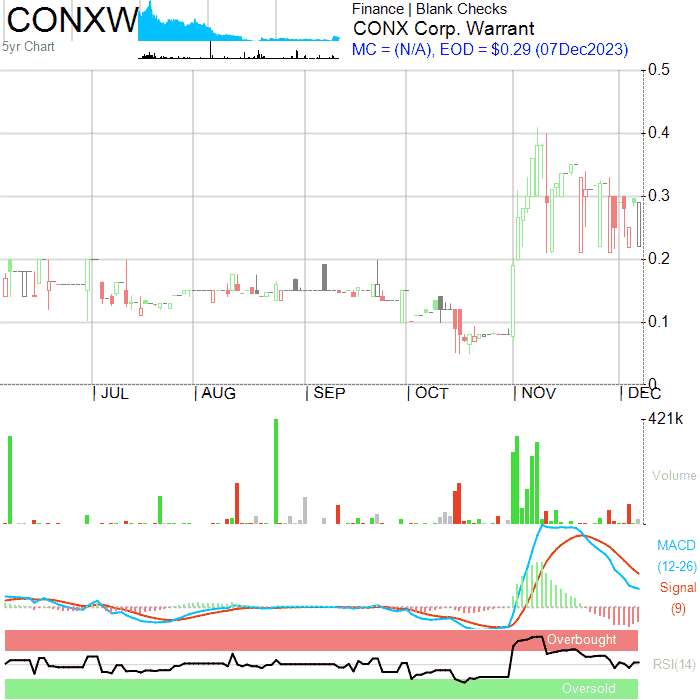 CONXW
5yr Chart
Finance | Blank Checks
CONX Corp. Warrant
MC = (N/A), EOD = $0.29 (07Dec2023)
0.5
0.4
0.3
0.2
0.1
0
| JUL | AUG | SEP | OCT | NOV | DEC
421k
Volume
MACD
(12-26)
Signal
(9)
Overbought
RSI(14)
Oversold